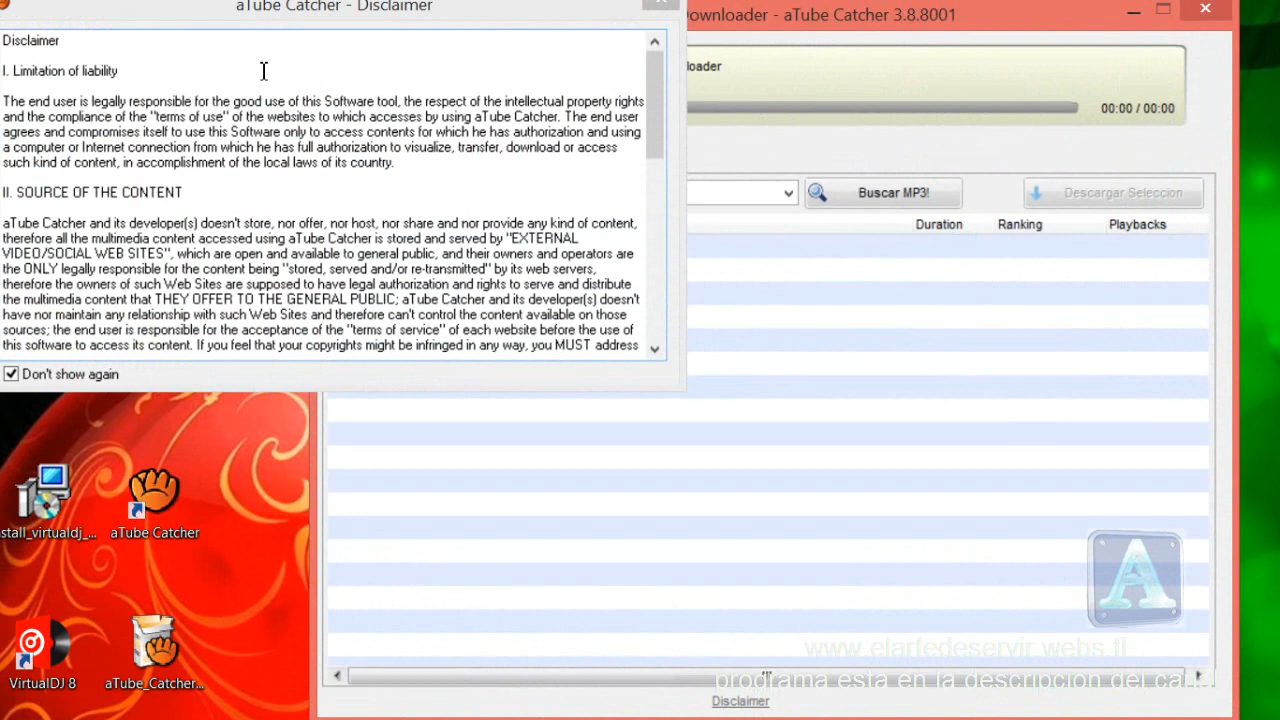 aTube Catcher - Disclaimer
Disclaimer
I. Limitation of liability
The end user is legally responsible for the good use of this Software tool, the respect of the intellectual property rights
and the compliance of the "terms of use" of the websites to which accesses by using aTube Catcher. The end user
agrees and compromises itself to use this Software only to access contents for which he has authorization and using
a computer or Internet connection from which he has full authorization to visualize, transfer, download or access
such kind of content, in accomplishment of the local laws of its country.
II. SOURCE OF THE CONTENT
aTube Catcher and its developer(s) doesn't store, nor offer, nor host, nor share and nor provide any kind of content,
therefore all the multimedia content accessed using aTube Catcher is stored and served by "EXTERNAL
VIDEO/SOCIAL WEB SITES", which are open and available to general public, and their owners and operators are
the ONLY legally responsible for the content being "stored, served and/or re-transmitted" by its web servers,
therefore the owners of such Web Sites are supposed to have legal authorization and rights to serve and distribute
the multimedia content that THEY OFFER TO THE GENERAL PUBLIC; aTube Catcher and its developer(s) doesn't
have nor maintain any relationship with such Web Sites and therefore can't control the content available on those
sources; the end user is responsible for the acceptance of the "terms of service" of each website before the use of
this software to access its content. If you feel that your copyrights might be infringed in any way, you MUST address
Don't show again
ownloader - aTube Catcher 3.8.8001
loader
00:00 / 00:00
Buscar MP3!
Descargar Seleccion
Duration Ranking Playbacks
stall_virtualdj_...
aTube Catcher
VirtualDJ 8
aTube_Catcher...
A
www.elartedeservir.webs.fl
programa esta en la descripcion del canal
Disclaimer